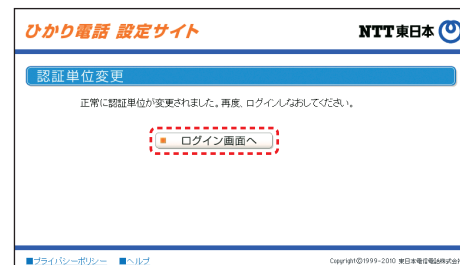 ひかり電話 設定サイト
NTT東日本
認証単位変更
正常に認証単位が変更されました。再度、ログインしなおしてください。
ログイン画面へ
■プライバシーポリシー ■ヘルプ
Copyright©1999-2010 東日本電信電話株式会社